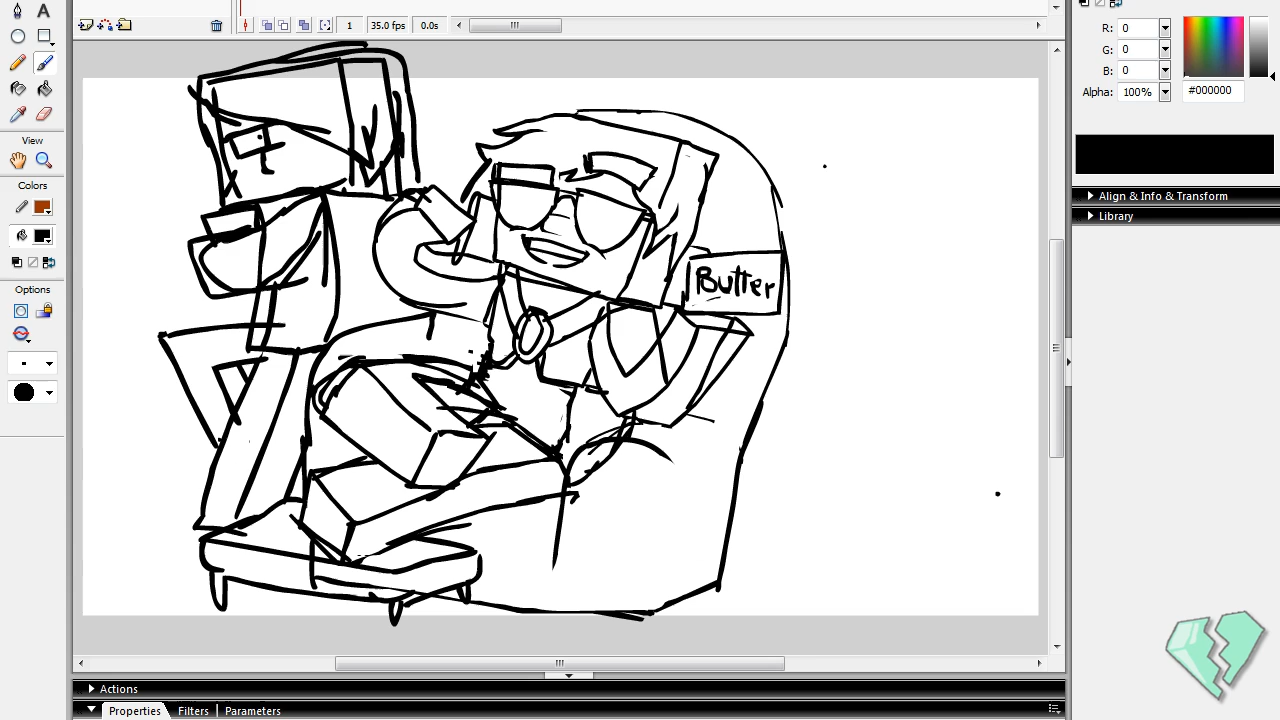 A
1
35.0 fps
0.0s
R: 0
G: 0
B: 0
Alpha: 100%
#000000
View
Colors
Options
Align & Info & Transform
Library
Butter
Actions
Properties
Filters
Parameters